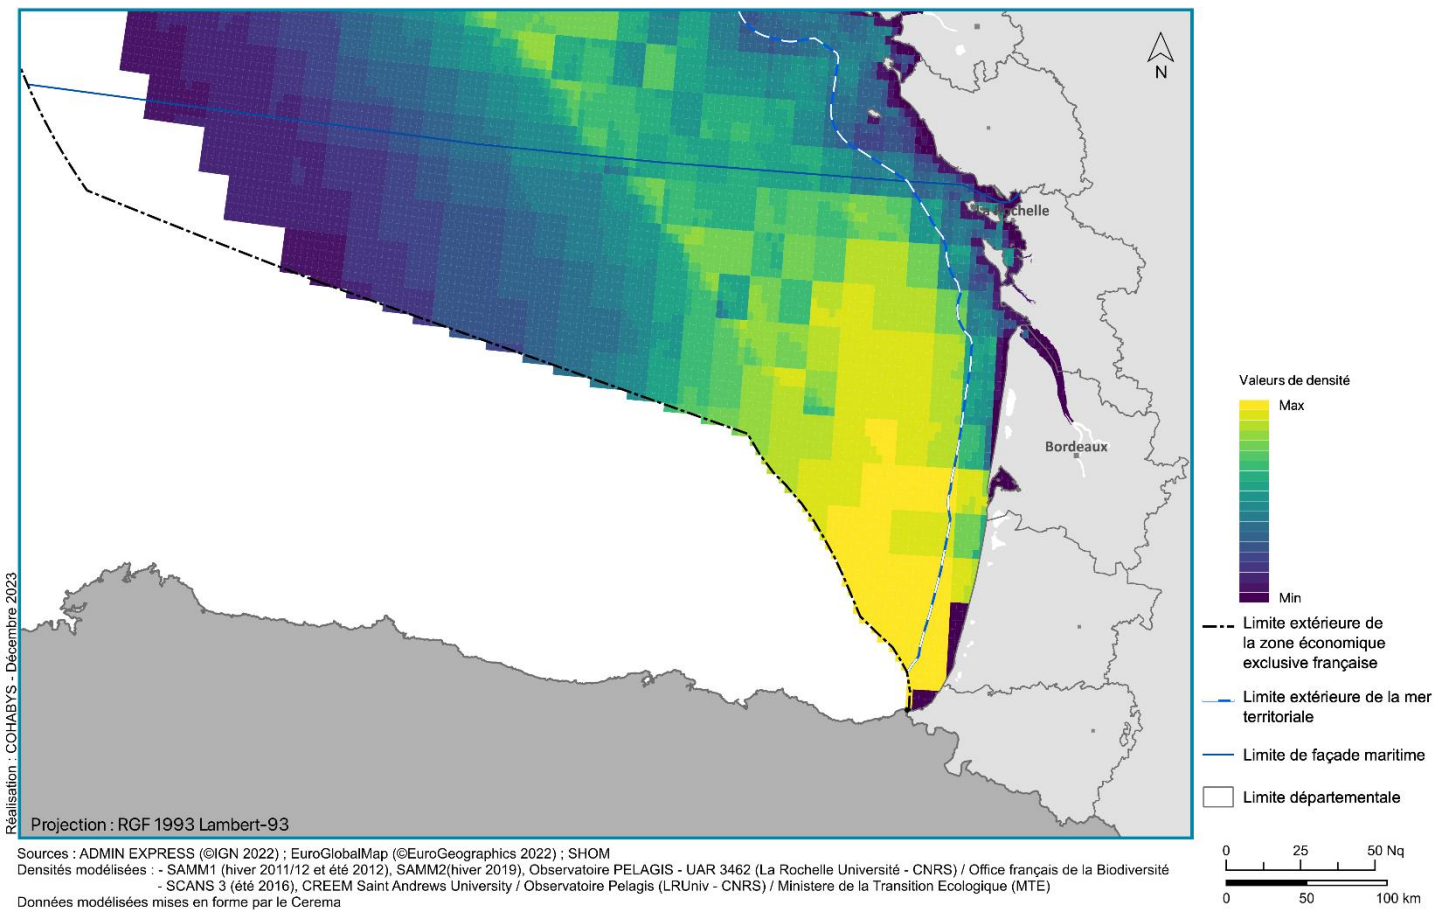 N
La Rochelle
Bordeaux
Valeurs de densité
Max
Min
Limite extérieure de
la zone économique
exclusive française
Limite extérieure de la mer
territoriale
Limite de façade maritime
Limite départementale
0 25 50 Nq
0 50 100 km
Réalisation : COHABYS - Décembre 2023
Projection : RGF 1993 Lambert-93
Sources : ADMIN EXPRESS (©IGN 2022) ; EuroGlobalMap (©EuroGeographics 2022) ; SHOM
Densités modélisées : - SAMM1 (hiver 2011/12 et été 2012), SAMM2(hiver 2019), Observatoire PELAGIS - UAR 3462 (La Rochelle Université - CNRS) / Office français de la Biodiversité
- SCANS 3 (été 2016), CREEM Saint Andrews University / Observatoire Pelagis (LRUniv - CNRS) / Ministere de la Transition Ecologique (MTE)
Données modélisées mises en forme par le Cerema